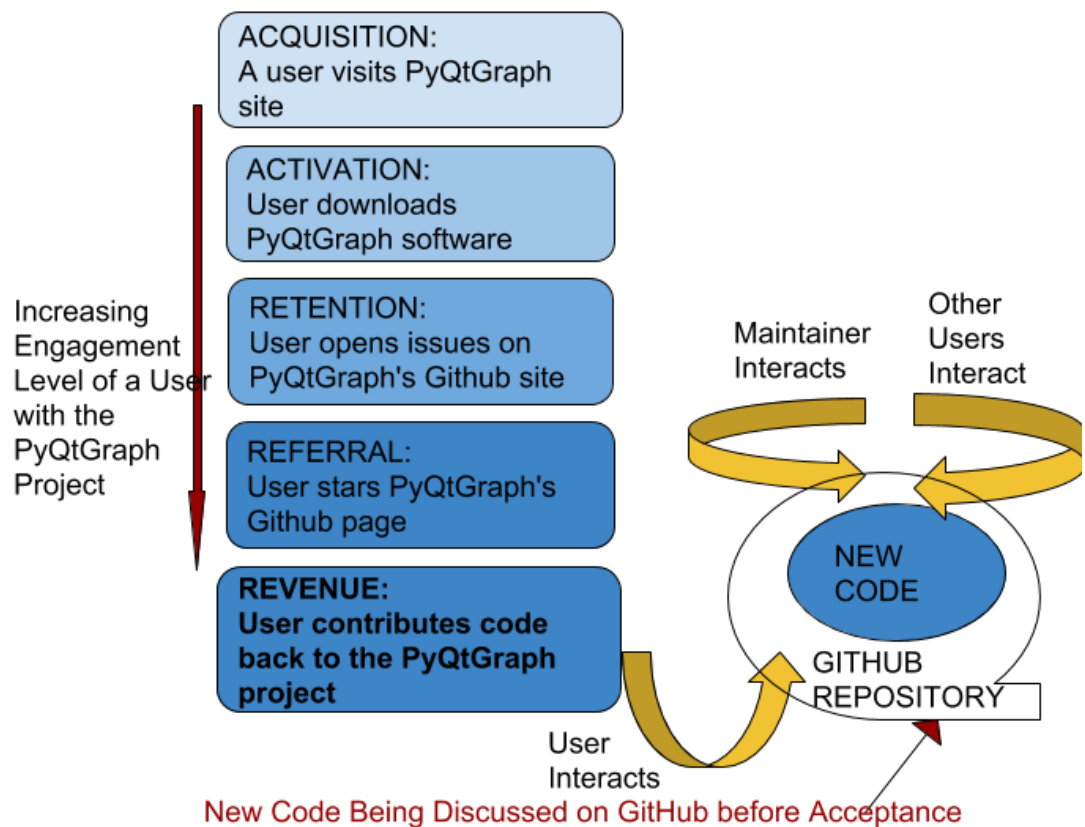 ACQUISITION:
A user visits PyQtGraph
site
ACTIVATION:
User downloads
PyQtGraph software
RETENTION:
User opens issues on
PyQtGraph's Github site
REFERRAL:
User stars PyQtGraph's
Github page
REVENUE:
User contributes code
back to the PyQtGraph
project
Increasing
Engagement
Level of a User
with the
PyQtGraph
Project
Maintainer
Interacts
Other
Users
Interact
NEW
CODE
GITHUB
REPOSITORY
User
Interacts
New Code Being Discussed on GitHub before Acceptance